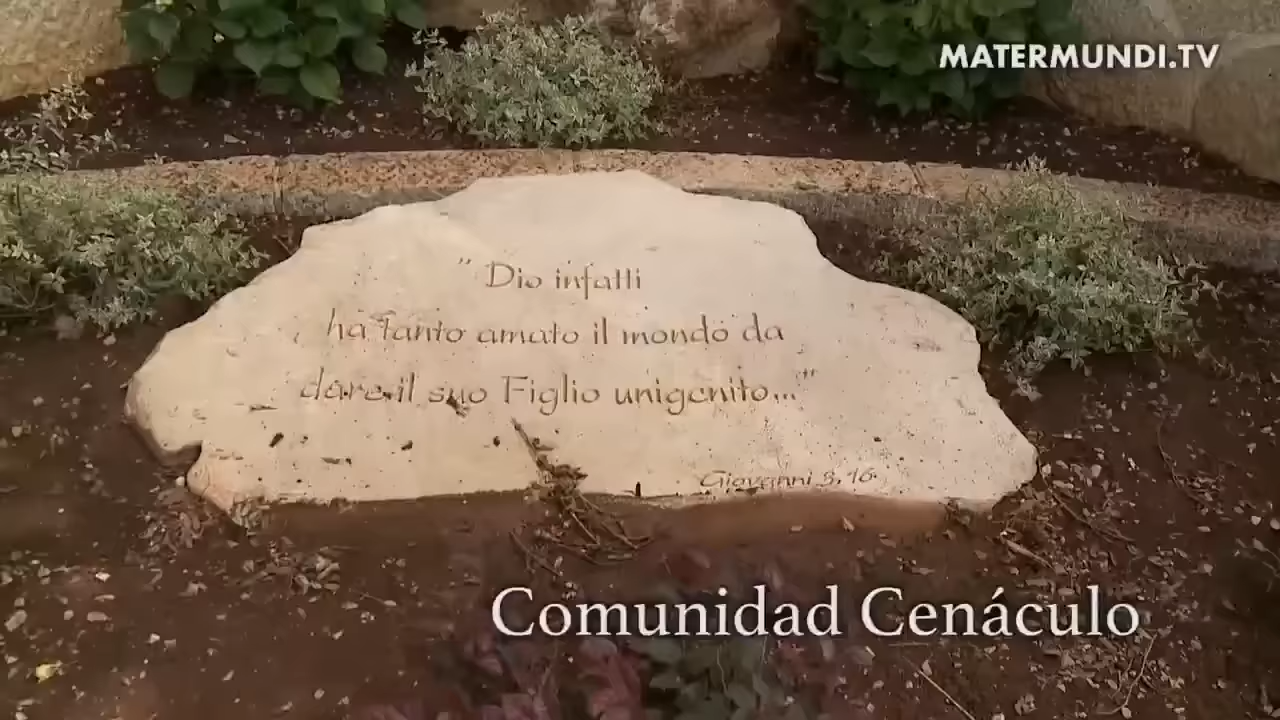 MATERMUNDI.TV
" Dio infatti
ha tanto amato il mondo da
dare il suo Figlio unigenito..."
Giovanni 3, 16
Comunidad Cenáculo